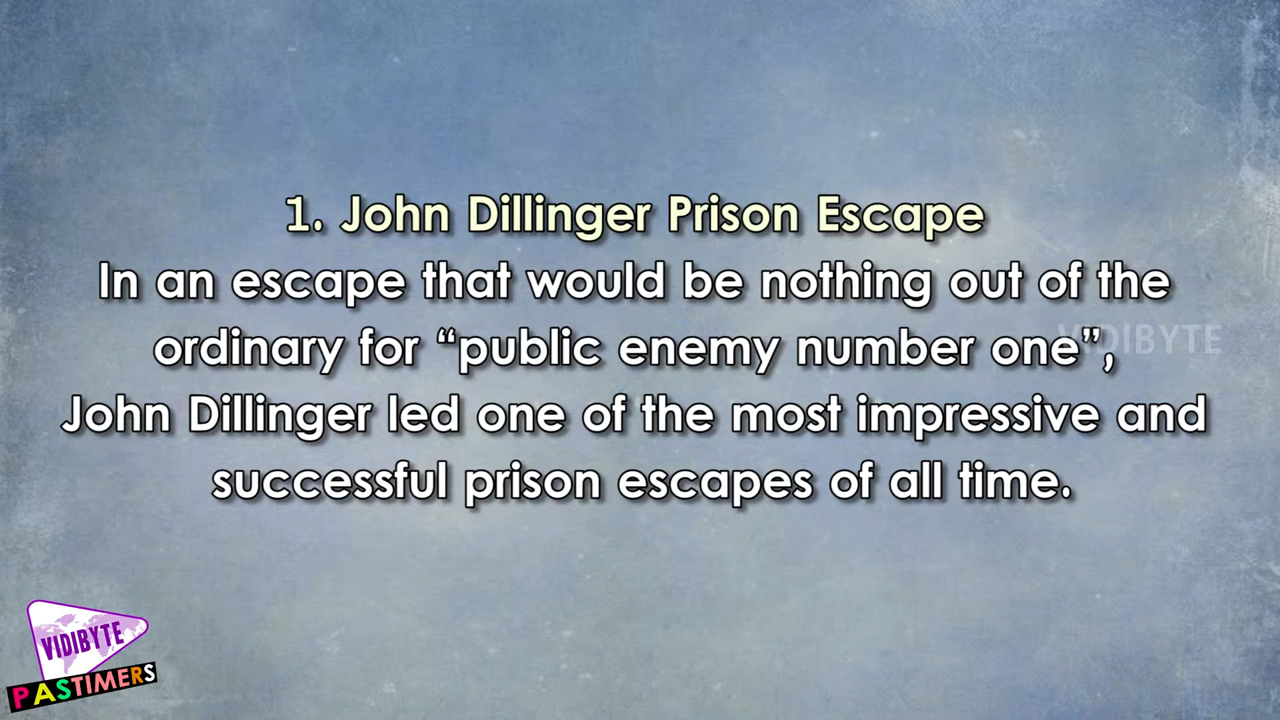 1. John Dillinger Prison Escape
In an escape that would be nothing out of the
ordinary for “public enemy number one”,
VIDIBYTE
John Dillinger led one of the most impressive and
successful prison escapes of all time.
VIDIBYTE
PASTIMERS